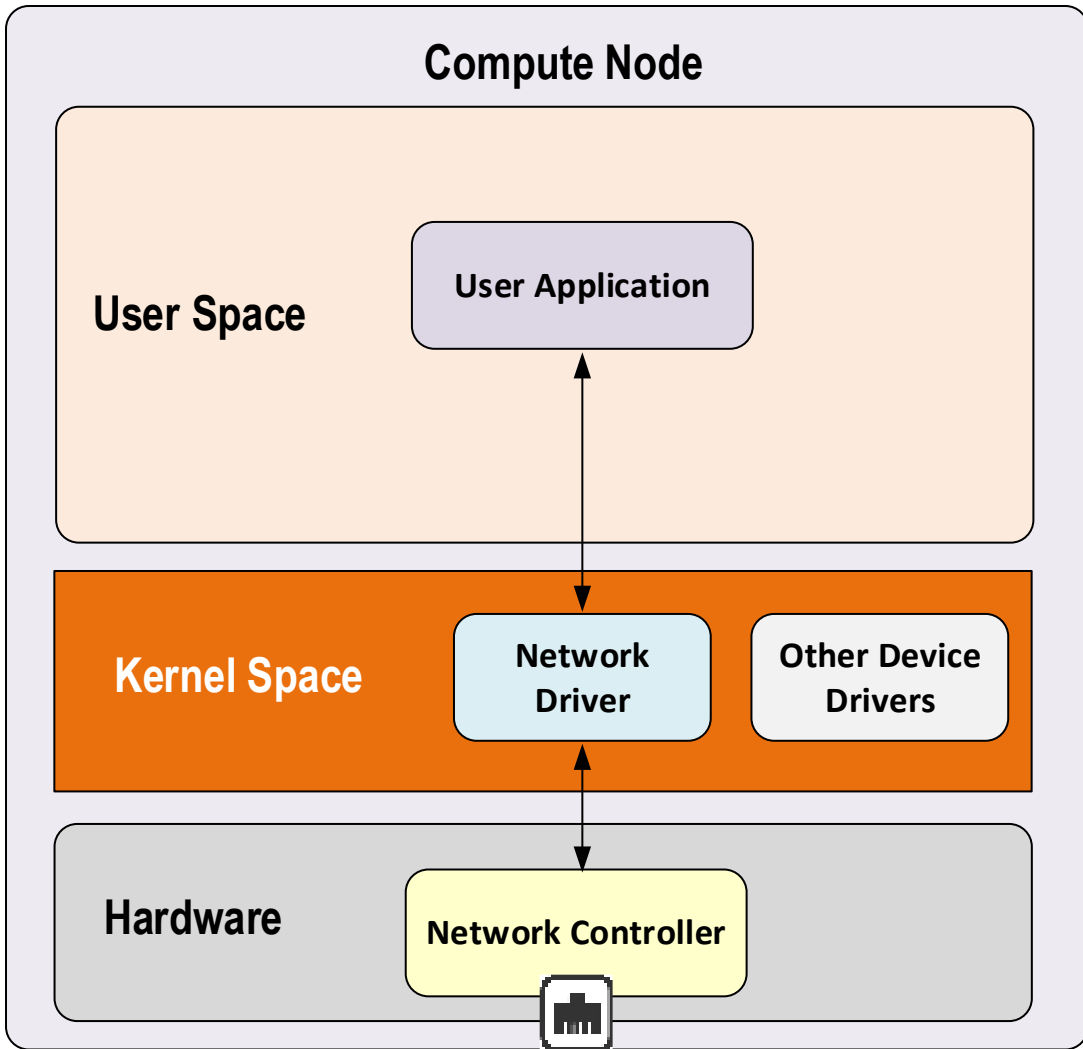 Compute Node
User Application
User Space
Network
Driver
Other Device
Drivers
Kernel Space
Hardware
Network Controller